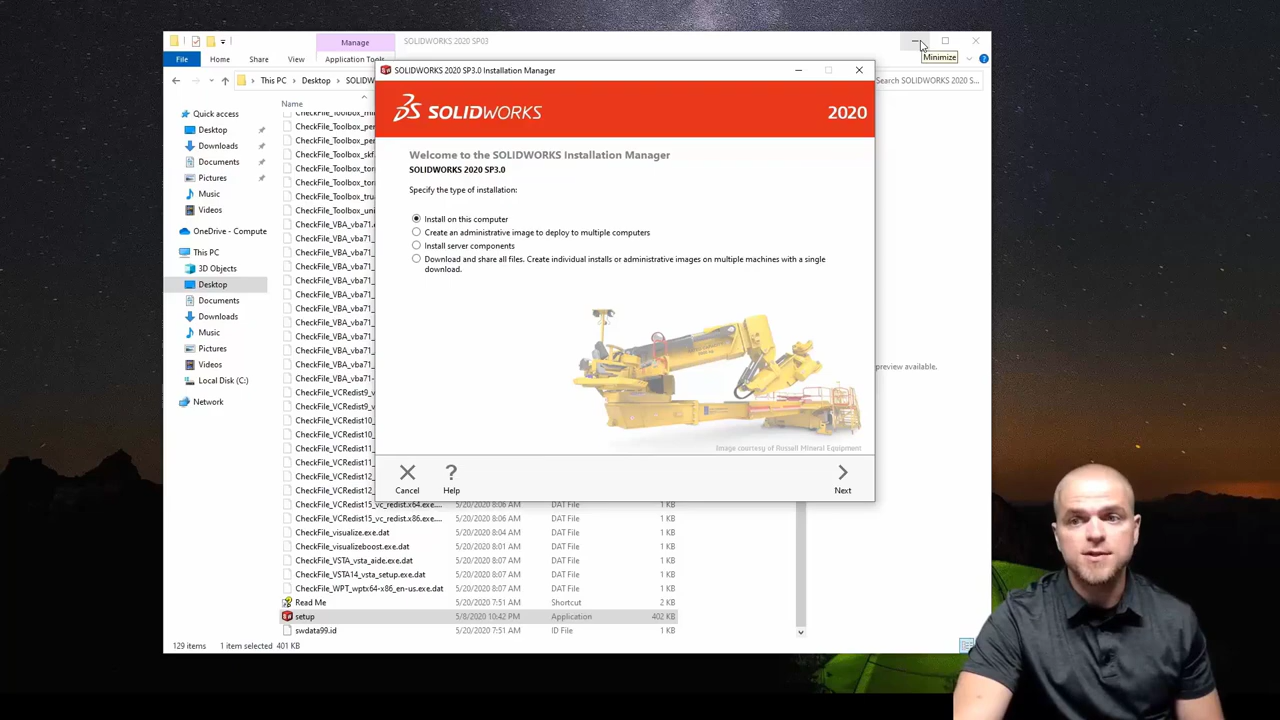 Manage
SOLIDWORKS 2020 SP03
File
Home
Share
View
Application Tools
Minimize
This PC
Desktop
Search SOLIDWORKS 2020 S...
Name
Quick access
Desktop
Downloads
Documents
Pictures
Music
Videos
OneDrive - Compute
This PC
3D Objects
Desktop
Documents
Downloads
Music
Pictures
Videos
Local Disk (C:)
Network
CheckFile_VCRedist15_vc_redist.x64.exe....
5/20/2020 8:06 AM
DAT File
1 KB
CheckFile_VCRedist15_vc_redist.x86.exe....
5/20/2020 8:06 AM
DAT File
1 KB
CheckFile_visualize.exe.dat
5/20/2020 8:04 AM
DAT File
1 KB
CheckFile_visualizeboost.exe.dat
5/20/2020 8:01 AM
DAT File
1 KB
CheckFile_VSTA_vsta_aide.exe.dat
5/20/2020 8:07 AM
DAT File
1 KB
CheckFile_VSTA14_vsta_setup.exe.dat
5/20/2020 8:07 AM
DAT File
1 KB
CheckFile_WPT_wptx64-x86_en-us.exe.dat
5/20/2020 8:07 AM
DAT File
1 KB
Read Me
5/20/2020 7:51 AM
Shortcut
2 KB
setup
5/8/2020 10:42 PM
Application
402 KB
swdata99.id
5/20/2020 7:51 AM
ID File
1 KB
129 items
1 item selected 401 KB
preview available.
SOLIDWORKS 2020 SP3.0 Installation Manager
SOLIDWORKS
2020
Welcome to the SOLIDWORKS Installation Manager
SOLIDWORKS 2020 SP3.0
Specify the type of installation:
Install on this computer
Create an administrative image to deploy to multiple computers
Install server components
Download and share all files. Create individual installs or administrative images on multiple machines with a single
download.
Image courtesy of Russell Mineral Equipment
Cancel
Help
Next